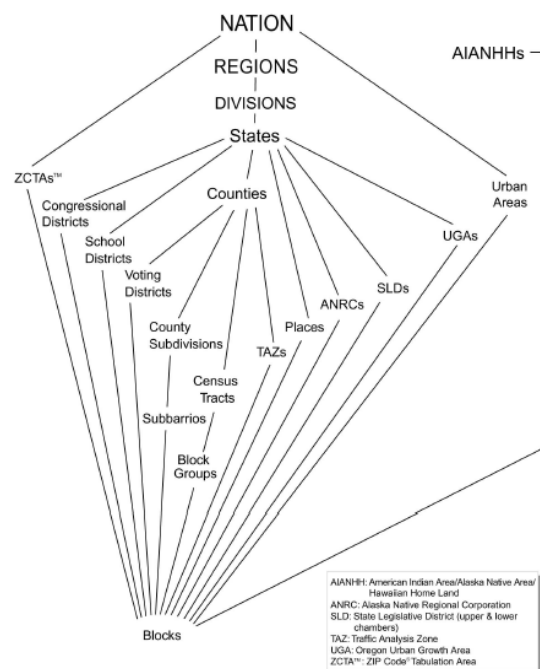 NATION
AIANHHs
REGIONS
DIVISIONS
States
ZCTAs™
Counties
Urban
Areas
Congressional
Districts
School
Districts
UGAs
Voting
Districts
SLDs
ANRCs
County
Subdivisions
Places
TAZs
Census
Tracts
Subbarrios
Block
Groups
Blocks
AIANHH: American Indian Area/Alaska Native Area/
Hawaiian Home Land
ANRC: Alaska Native Regional Corporation
SLD: State Legislative District (upper & lower
chambers)
TAZ: Traffic Analysis Zone
UGA: Oregon Urban Growth Area
ZCTA™: ZIP Code® Tabulation Area